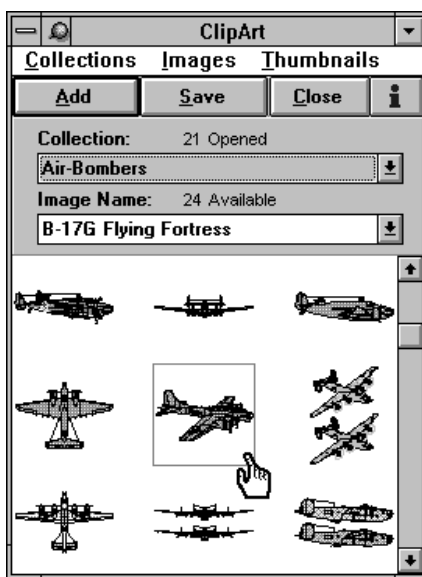 ClipArt
Collections Images Thumbnails
Add Save Close i
Collection: 21 Opened
Air-Bombers
Image Name: 24 Available
B-17G Flying Fortress